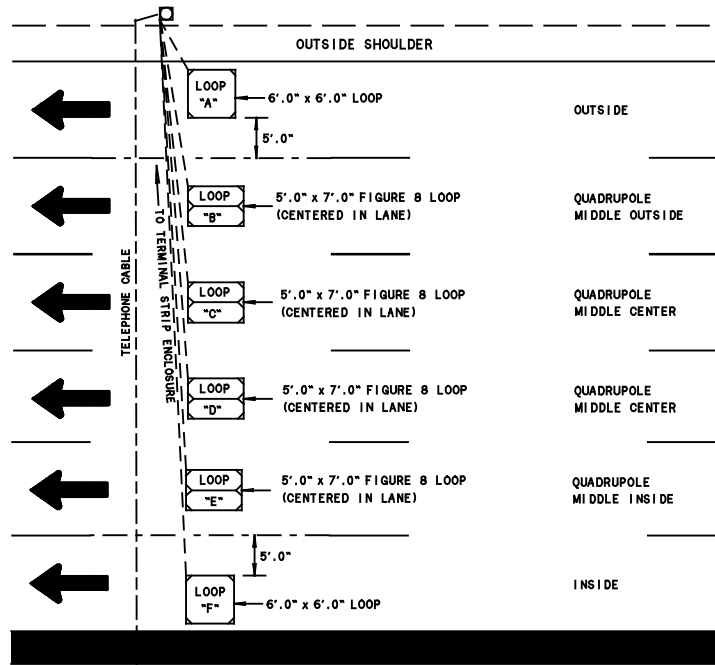 OUTSIDE SHOULDER
LOOP
"A"
6'.0" x 6'.0" LOOP
OUTSIDE
5'.0"
LOOP
"B"
5'.0" x 7'.0" FIGURE 8 LOOP
(CENTERED IN LANE)
QUADRUPOLE
MIDDLE OUTSIDE
TELEPHONE CABLE
TO TERMINAL STRIP ENCLOSURE
LOOP
"C"
5'.0" x 7'.0" FIGURE 8 LOOP
(CENTERED IN LANE)
QUADRUPOLE
MIDDLE CENTER
LOOP
"D"
5'.0" x 7'.0" FIGURE 8 LOOP
(CENTERED IN LANE)
QUADRUPOLE
MIDDLE CENTER
LOOP
"E"
5'.0" x 7'.0" FIGURE 8 LOOP
(CENTERED IN LANE)
QUADRUPOLE
MIDDLE INSIDE
5'.0"
LOOP
"F"
6'.0" x 6'.0" LOOP
INSIDE